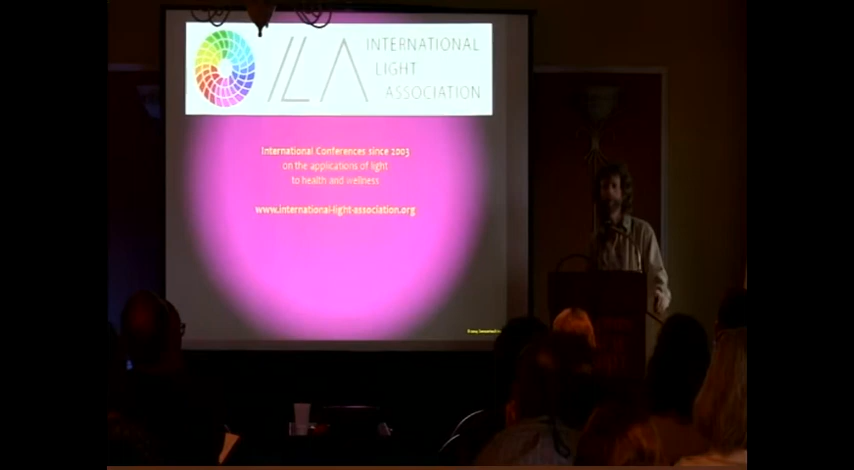 INTERNATIONAL
LIGHT
ASSOCIATION
ILA
International Conferences since 2003
on the applications of light
to health and wellness
www.international-light-association.org